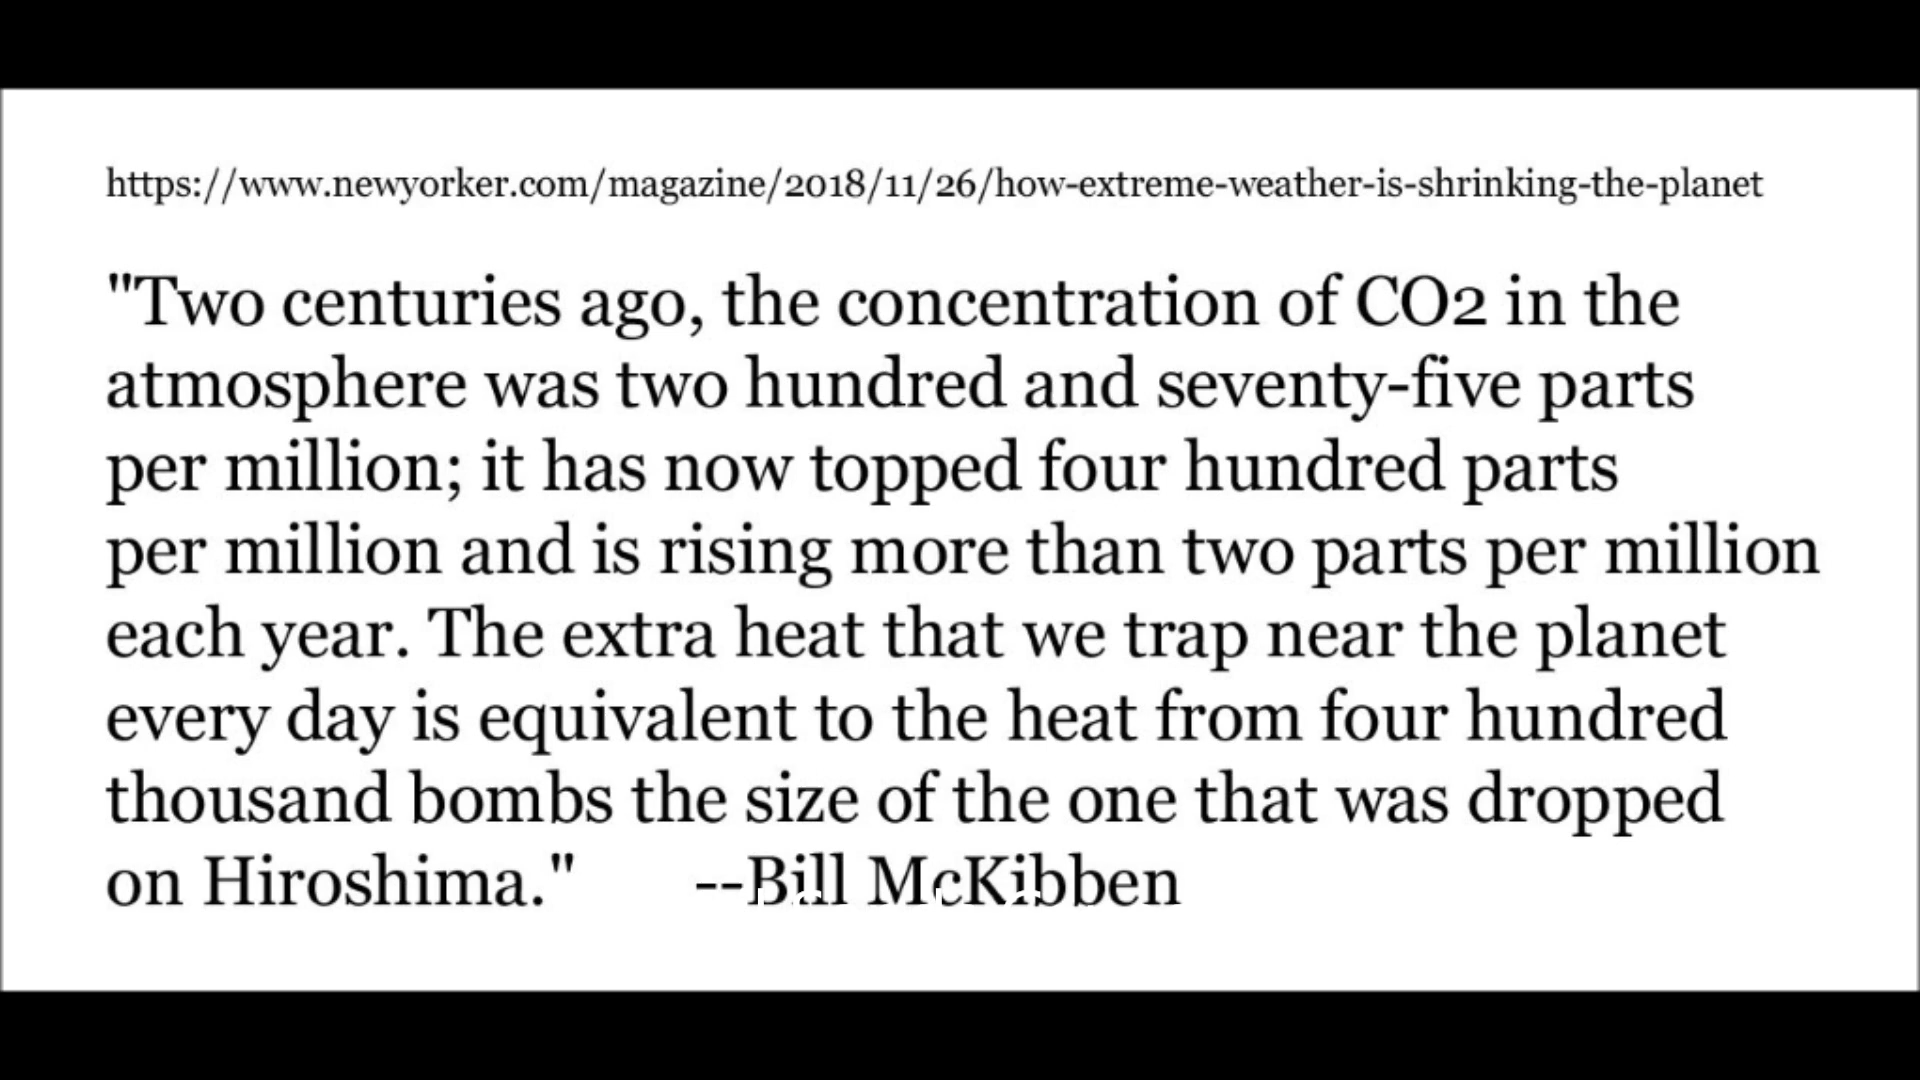 https://www.newyorker.com/magazine/2018/11/26/how-extreme-weather-is-shrinking-the-planet
"Two centuries ago, the concentration of CO2 in the
atmosphere was two hundred and seventy-five parts
per million; it has now topped four hundred parts
per million and is rising more than two parts per million
each year. The extra heat that we trap near the planet
every day is equivalent to the heat from four hundred
thousand bombs the size of the one that was dropped
on Hiroshima." --Bill McKibben